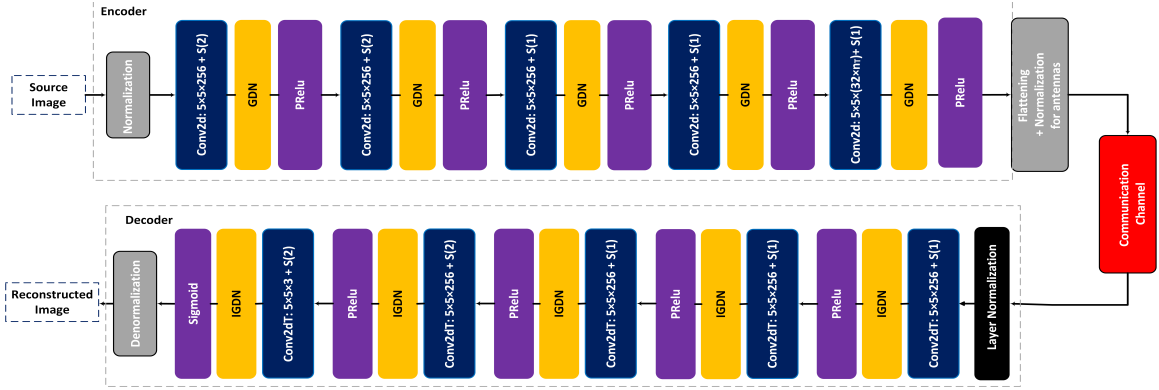 Encoder
Source
Image
Normalization
Conv2d: 5×5×256 + S(2)
GDN
PRelu
Conv2d: 5×5×256 + S(2)
GDN
PRelu
Conv2d: 5×5×256 + S(1)
GDN
PRelu
Conv2d: 5×5×256 + S(1)
GDN
PRelu
Conv2d: 5×5×(32×nT)+ S(1)
GDN
PRelu
Flattening
+ Normalization
for antennas
Communication
Channel
Decoder
Reconstructed
Image
Denormalization
Sigmoid
IGDN
Conv2dT: 5×5×3 + S(2)
PRelu
IGDN
Conv2dT: 5×5×256 + S(2)
PRelu
IGDN
Conv2dT: 5×5×256 + S(1)
PRelu
IGDN
Conv2dT: 5×5×256 + S(1)
PRelu
IGDN
Conv2dT: 5×5×256 + S(1)
Layer Normalization